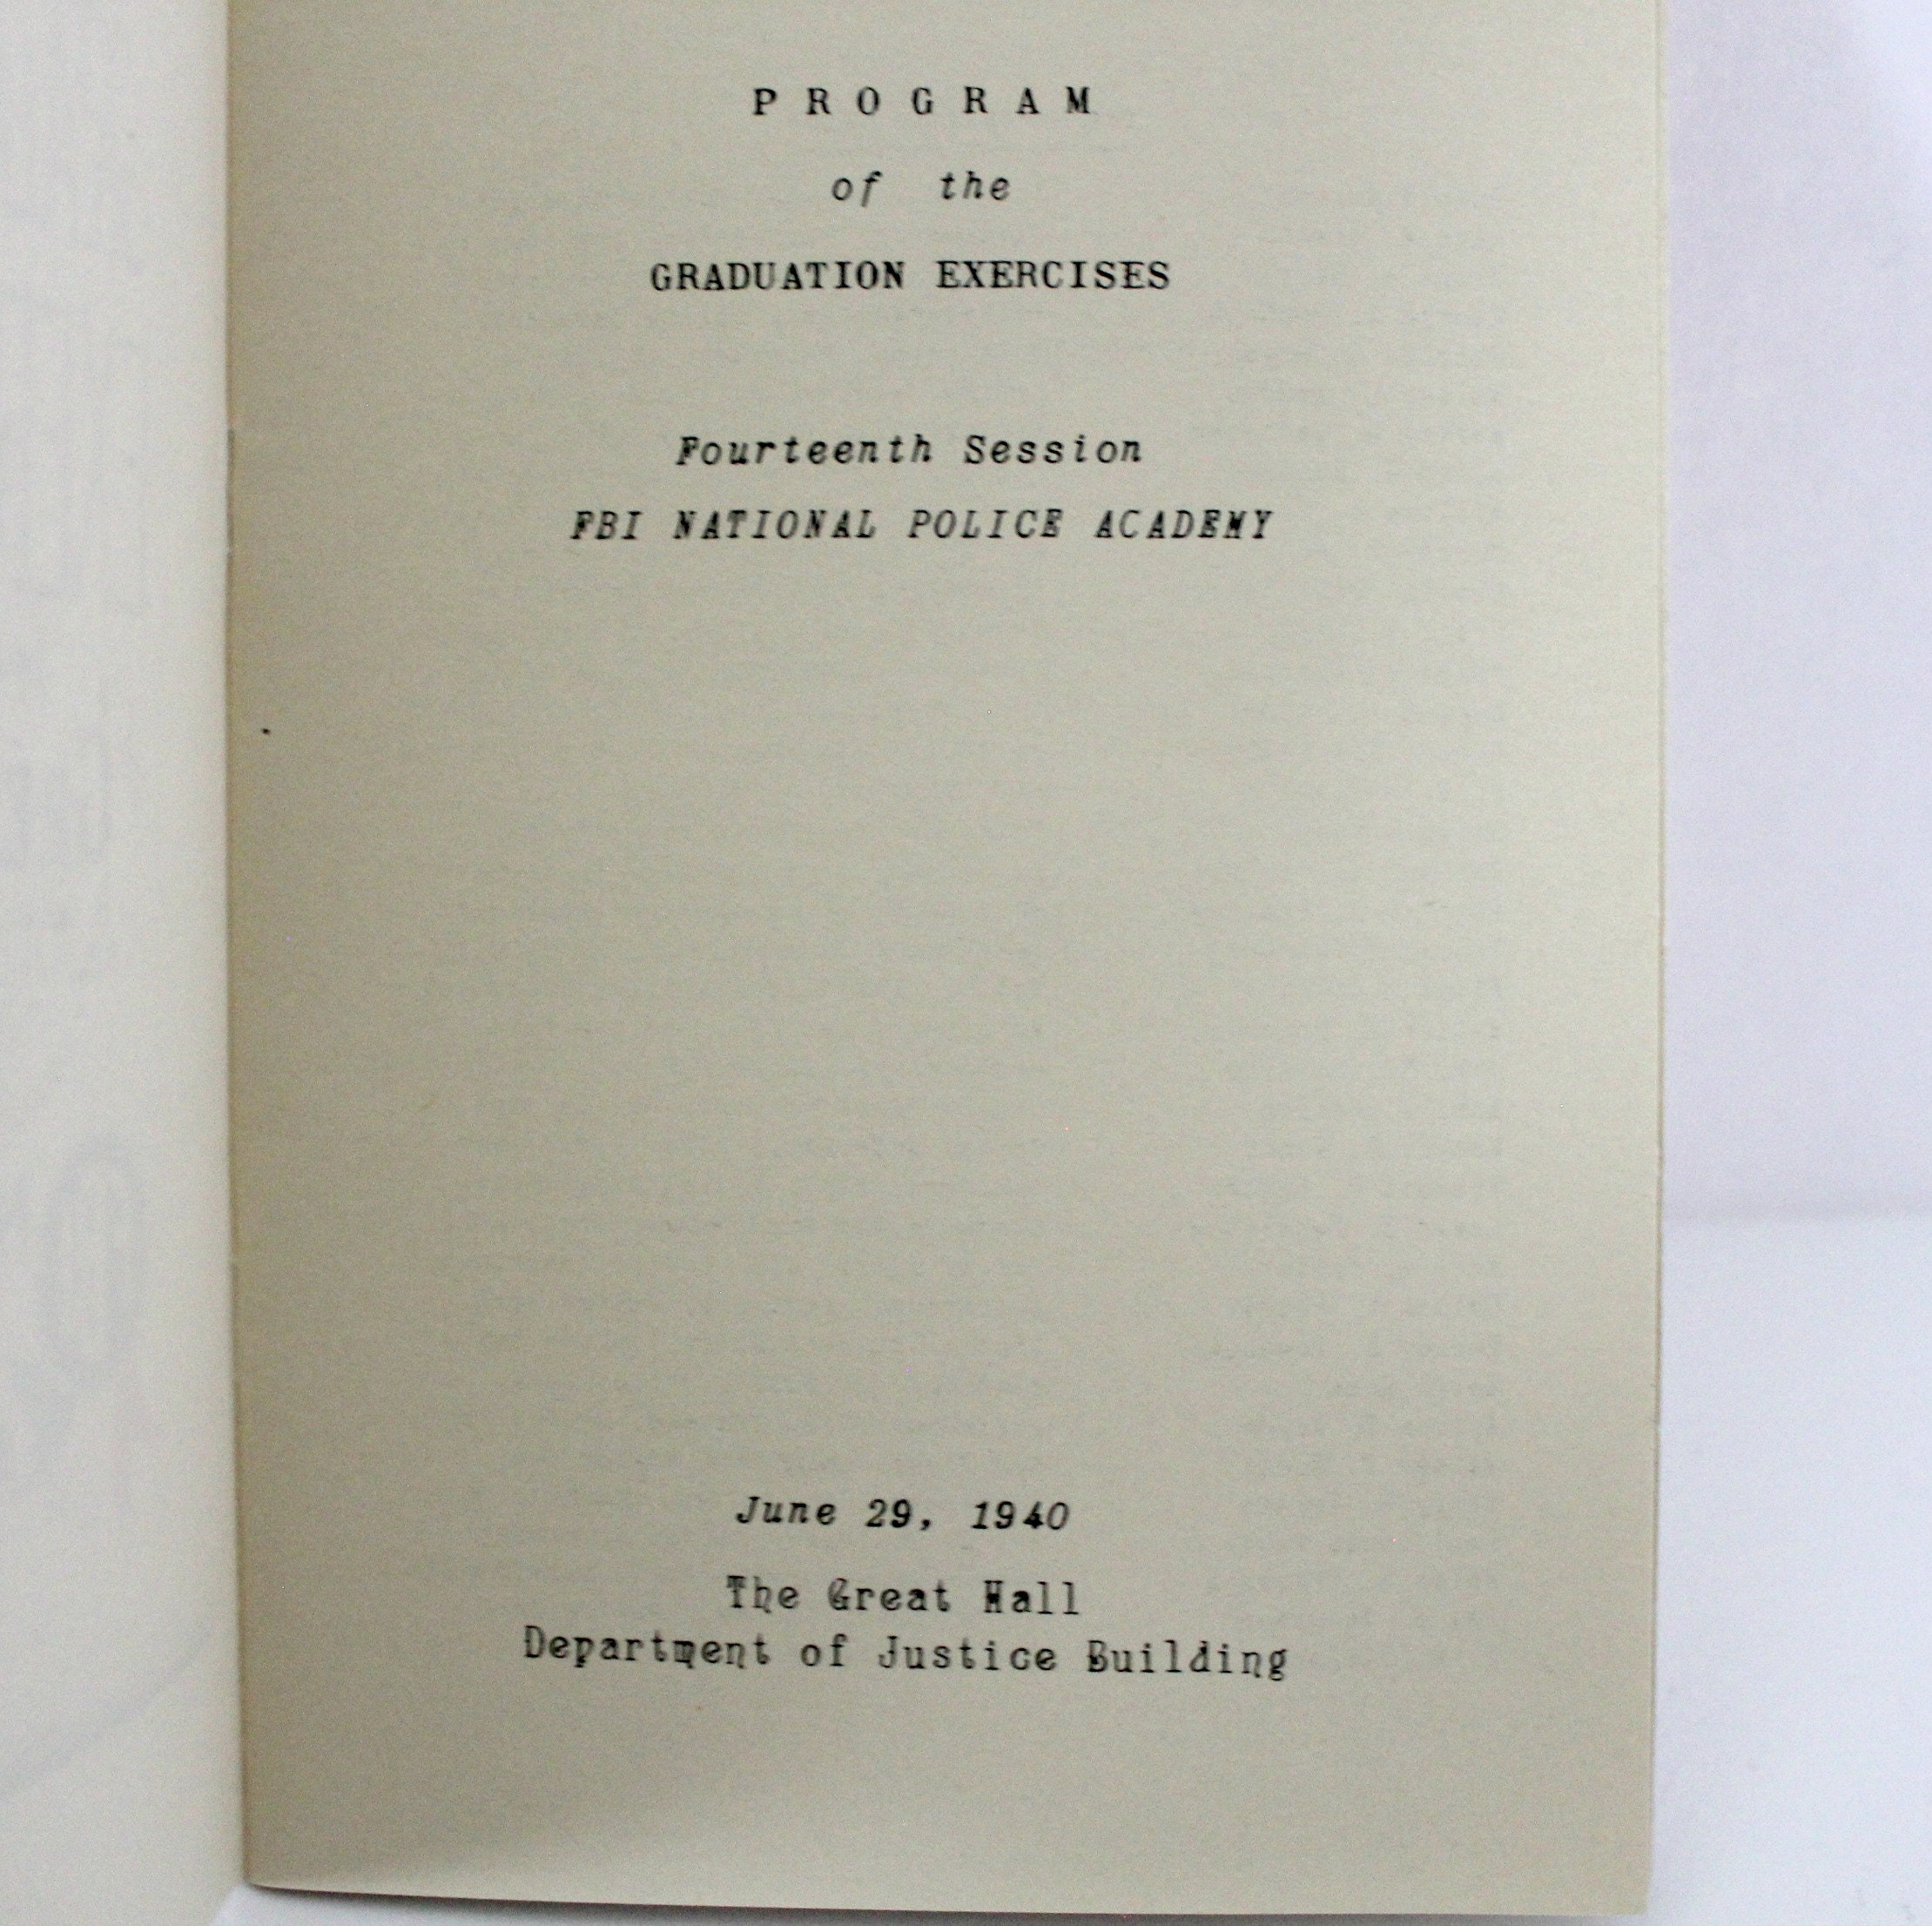 PROGRAM
of the
GRADUATION EXERCISES
Fourteenth Session
FBI NATIONAL POLICE ACADEMY
June 29, 1940
The Great Hall
Department of Justice Building